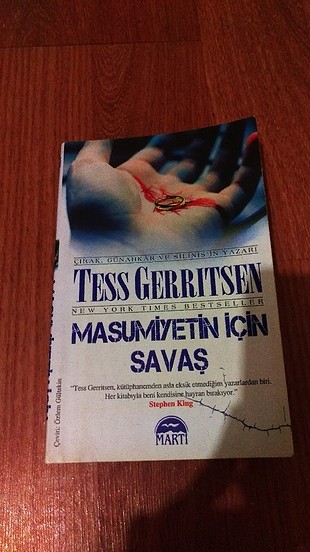 ÇIRAK, GÜNAHKAR VE SİLİNİŞ'İN YAZARI
TESS GERRITSEN
NEW YORK TIMES BESTSELLER
MASUMİYETİN İÇİN
SAVAŞ
"Tess Gerritsen, kütüphanemden asla eksik etmediğim yazarlardan biri.
Her kitabıyla beni kendisine hayran bırakıyor."
Stephen King
MARTI
Çeviri: Özlem Gültekin